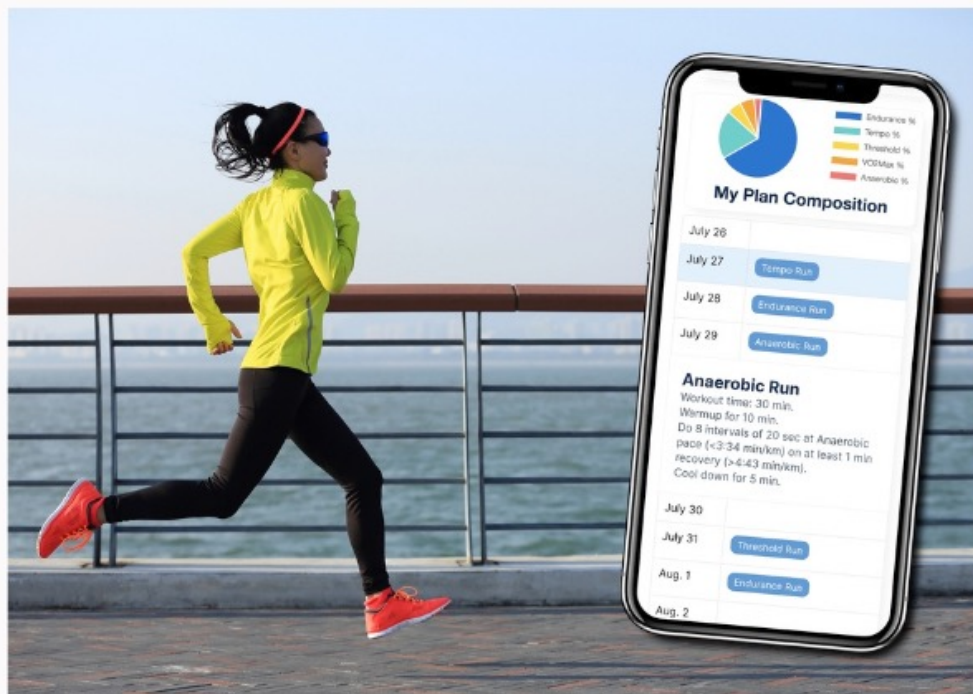 Endurance %
Tempo %
Threshold %
VO2Max %
Anaerobic %
My Plan Composition
July 26
July 27
Tempo Run
July 28
Endurance Run
July 29
Anaerobic Run
Anaerobic Run
Workout time: 30 min.
Warmup for 10 min.
Do 8 intervals of 20 sec at Anaerobic
pace (<3:34 min/km) on at least 1 min
recovery (>4:43 min/km).
Cool down for 5 min.
July 30
July 31
Threshold Run
Aug. 1
Endurance Run
Aug. 2